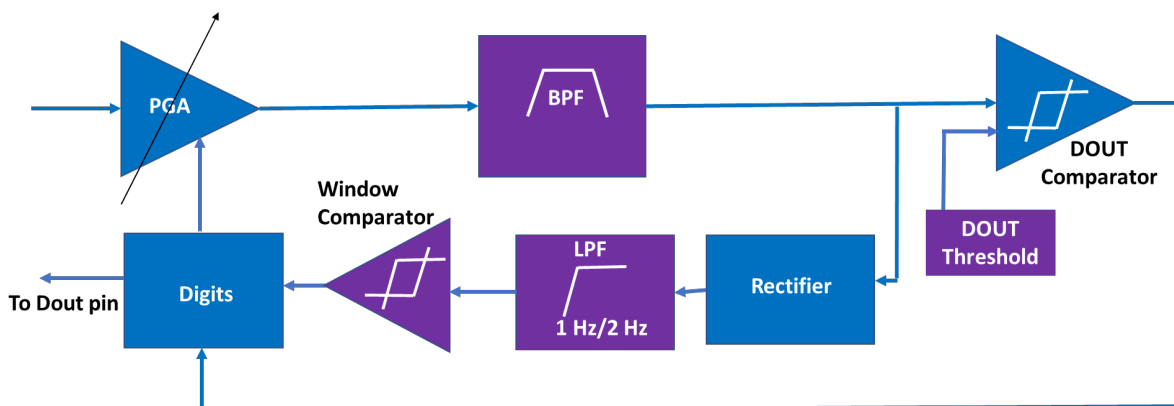 PGA
BPF
DOUT
Comparator
Window
Comparator
DOUT
Threshold
LPF
1 Hz/2 Hz
Rectifier
Digits
To Dout pin